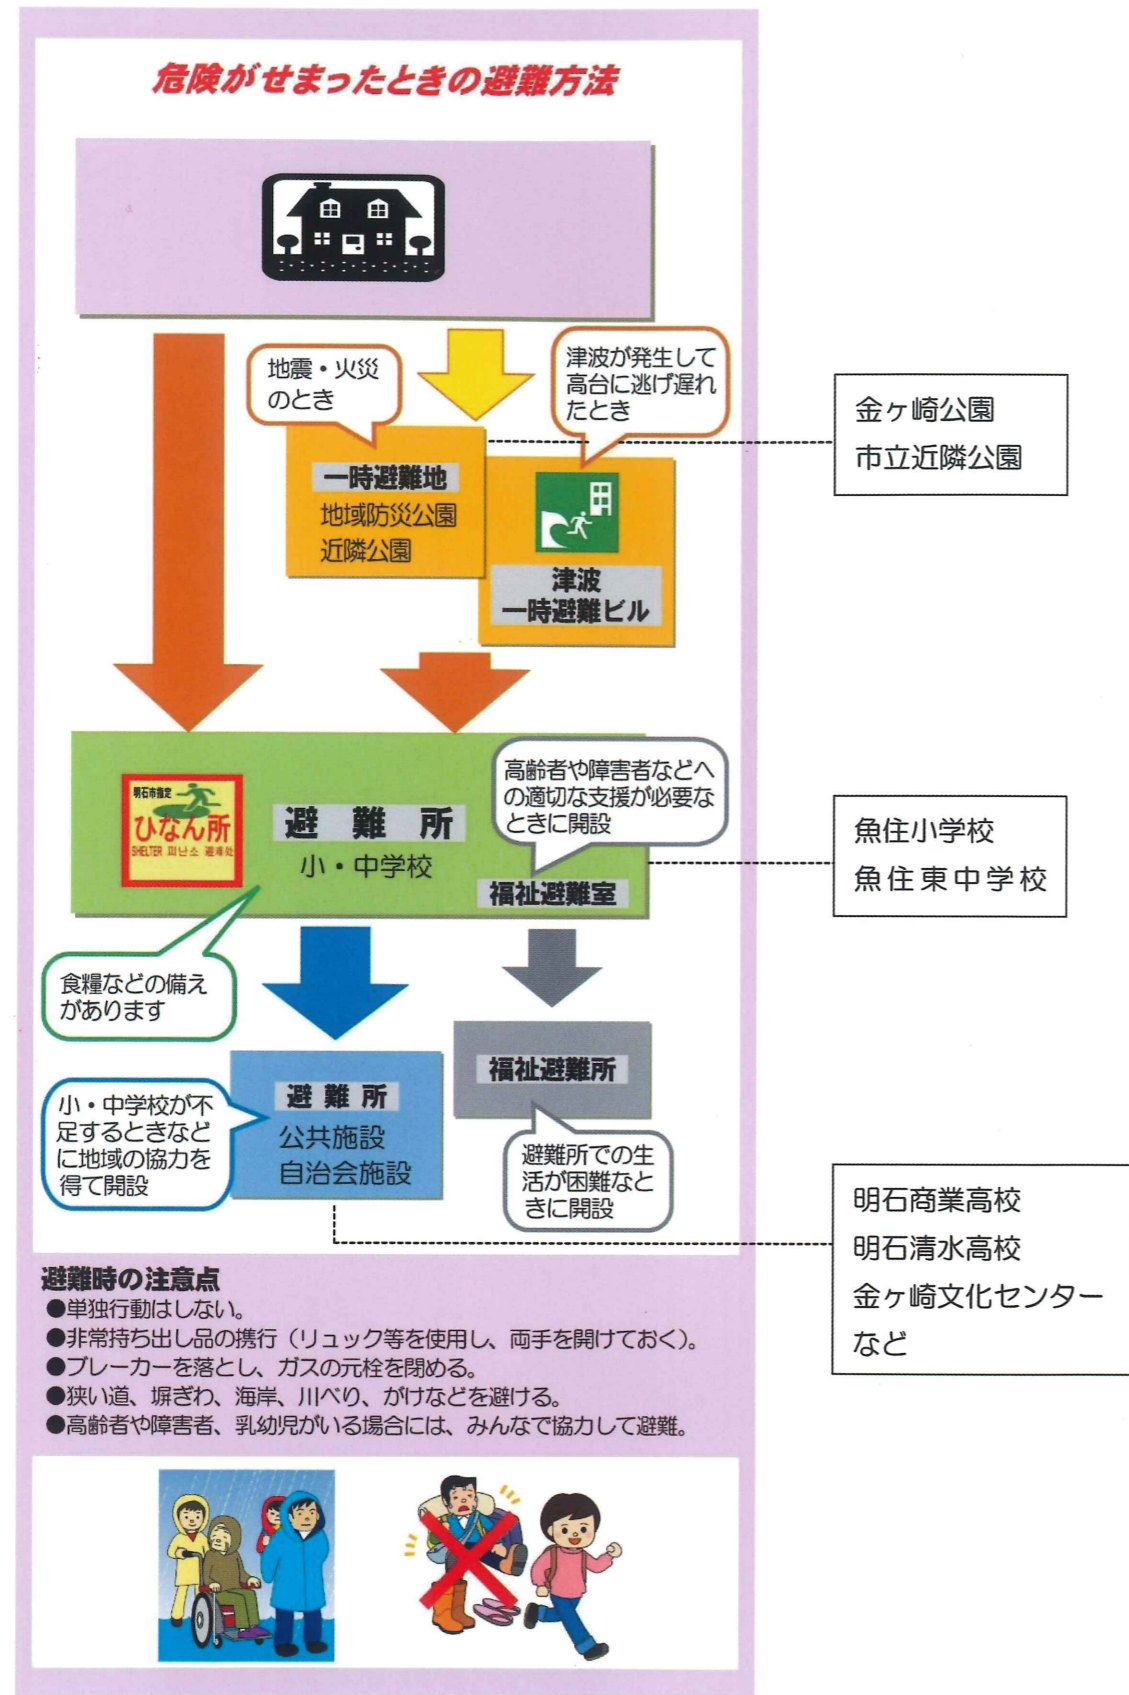 危険がせまったときの避難方法
地震・火災
のとき
津波が発生して
高台に逃げ遅れ
たとき
金ヶ崎公園
市立近隣公園
一時避難地
地域防災公園
近隣公園
津波
一時避難ビル
明石市指定
ひなん所
SHELTER 피난소 避难处
避難所
小・中学校
高齢者や障害者などへ
の適切な支援が必要な
ときに開設
福祉避難室
魚住小学校
魚住東中学校
食糧などの備え
があります
小・中学校が不
足するときなど
に地域の協力を
得て開設
避難所
公共施設
自治会施設
福祉避難所
避難所での生
活が困難なと
きに開設
明石商業高校
明石清水高校
金ヶ崎文化センター
など
避難時の注意点
●単独行動はしない。
●非常持ち出し品の携行（リュック等を使用し、両手を開けておく）。
●ブレーカーを落とし、ガスの元栓を閉める。
●狭い道、塀ぎわ、海岸、川べり、がけなどを避ける。
●高齢者や障害者、乳幼児がいる場合には、みんなで協力して避難。